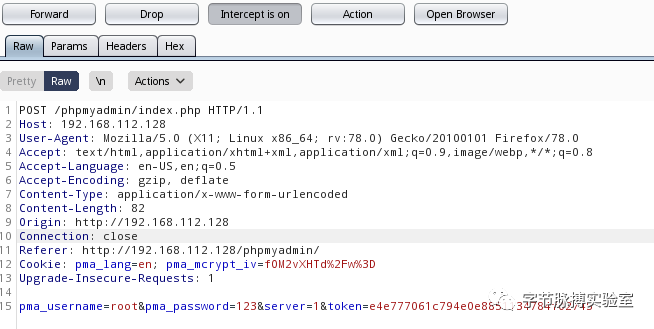 Forward Drop Intercept is on Action Open Browser
Raw Params Headers Hex
Pretty Raw \n Actions
1 POST /phpmyadmin/index.php HTTP/1.1
2 Host: 192.168.112.128
3 User-Agent: Mozilla/5.0 (X11; Linux x86_64; rv:78.0) Gecko/20100101 Firefox/78.0
4 Accept: text/html,application/xhtml+xml,application/xml;q=0.9,image/webp,*/*;q=0.8
5 Accept-Language: en-US,en;q=0.5
6 Accept-Encoding: gzip, deflate
7 Content-Type: application/x-www-form-urlencoded
8 Content-Length: 82
9 Origin: http://192.168.112.128
10 Connection: close
11 Referer: http://192.168.112.128/phpmyadmin/
12 Cookie: pma_lang=en; pma_mcrypt_iv=fOM2vXHTd%2Fw%3D
13 Upgrade-Insecure-Requests: 1
14
15 pma_username=root&pma_password=123&server=1&token=
字节脉搏实验室